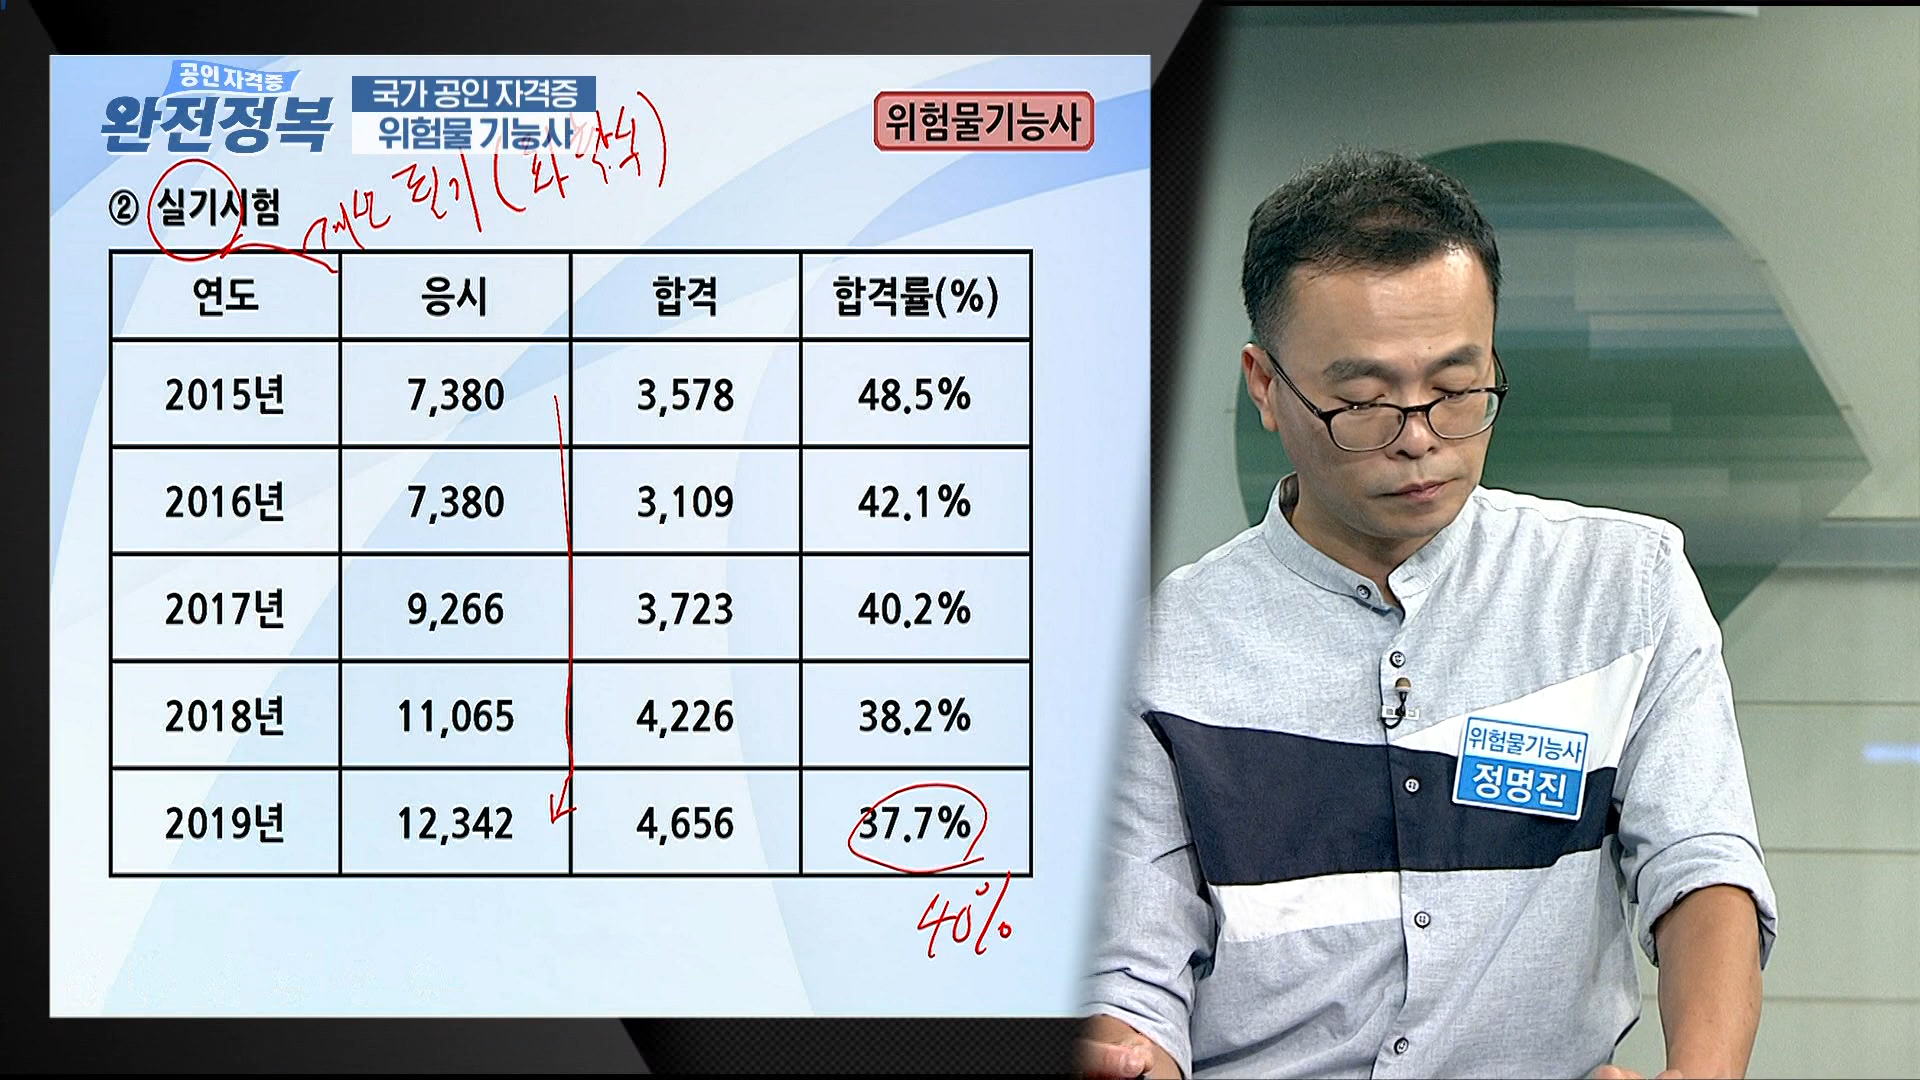 공인 자격증
완전정복
국가 공인 자격증
위험물 기능사
위험물기능사
② 실기시험
필기 (화학식)
연도 응시 합격 합격률(%)
2015년 7,380 3,578 48.5%
2016년 7,380 3,109 42.1%
2017년 9,266 3,723 40.2%
2018년 11,065 4,226 38.2%
2019년 12,342 4,656 37.7%
40%
위험물기능사
정명진